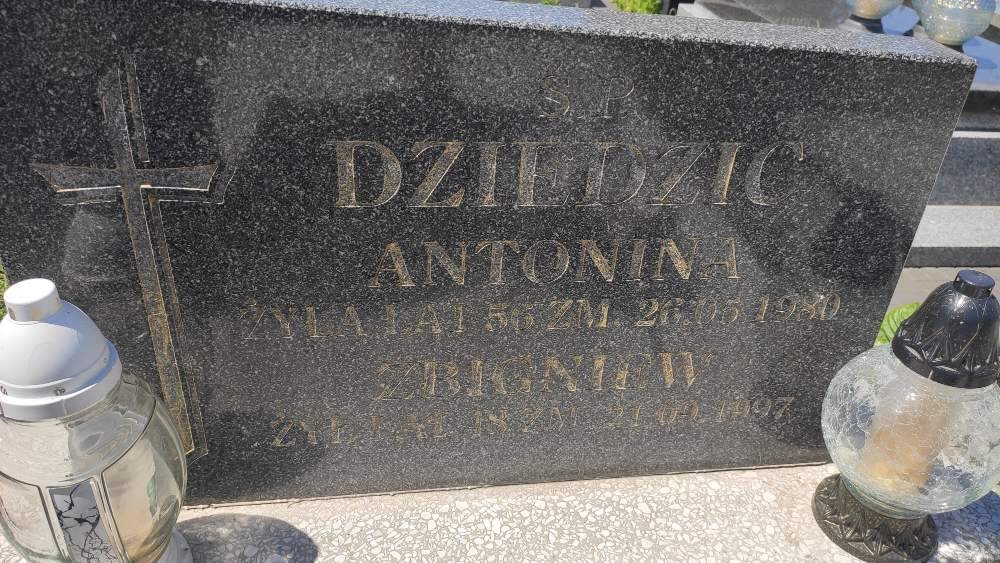 Ś.P.
DZIEDZIC
ANTONINA
ŻYŁA LAT 56 ZM. 26.05.1980
ZBIGNIEW
ŻYŁ LAT 48 ZM. 21.09.1997